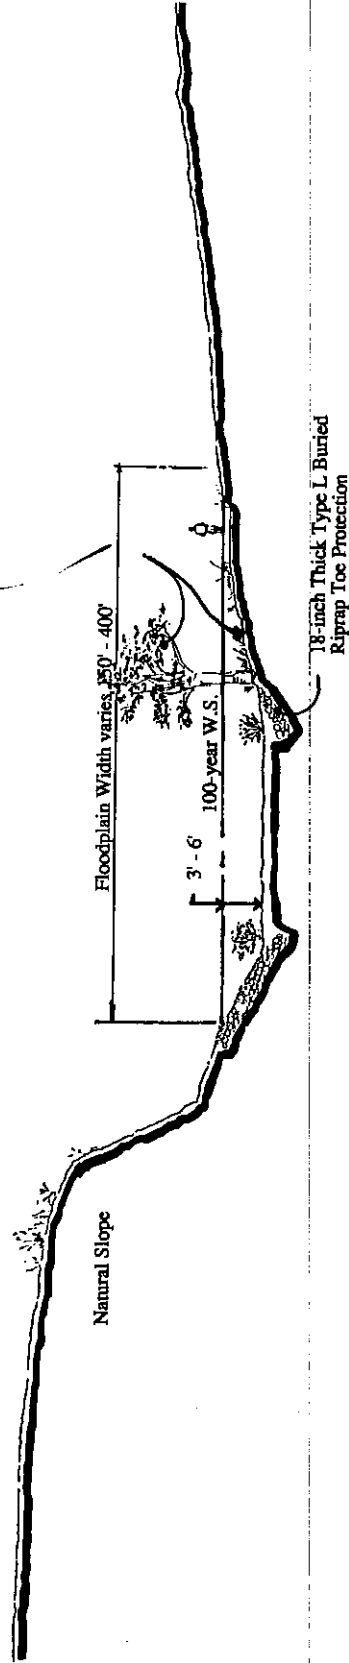 Floodplain Width varies, 150' - 400'
100-year W.S.
3' - 6'
Natural Slope
18-inch Thick Type L Buried
Riprap Toe Protection